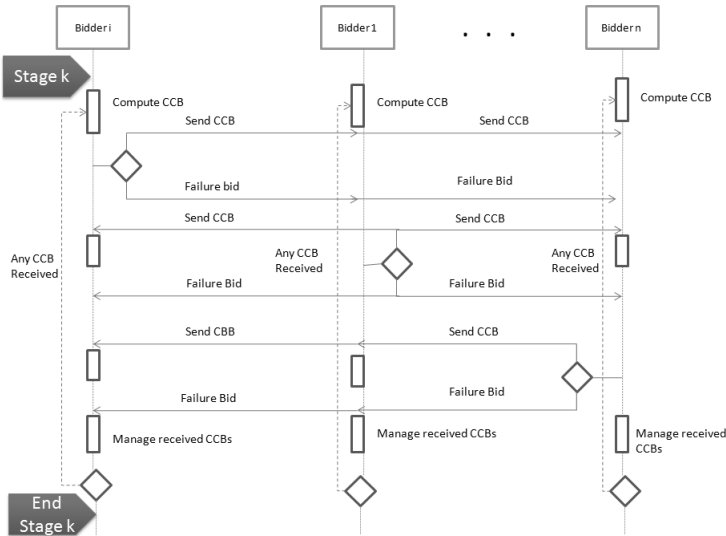 Bidder i
Bidder 1
. . .
Bidder n
Stage k
Compute CCB
Compute CCB
Compute CCB
Send CCB
Send CCB
Failure bid
Failure Bid
Send CCB
Send CCB
Any CCB
Received
Any CCB
Received
Any CCB
Received
Failure Bid
Failure Bid
Send CBB
Send CCB
Failure Bid
Failure Bid
Manage received CCBs
Manage received CCBs
Manage received
CCBs
End
Stage k